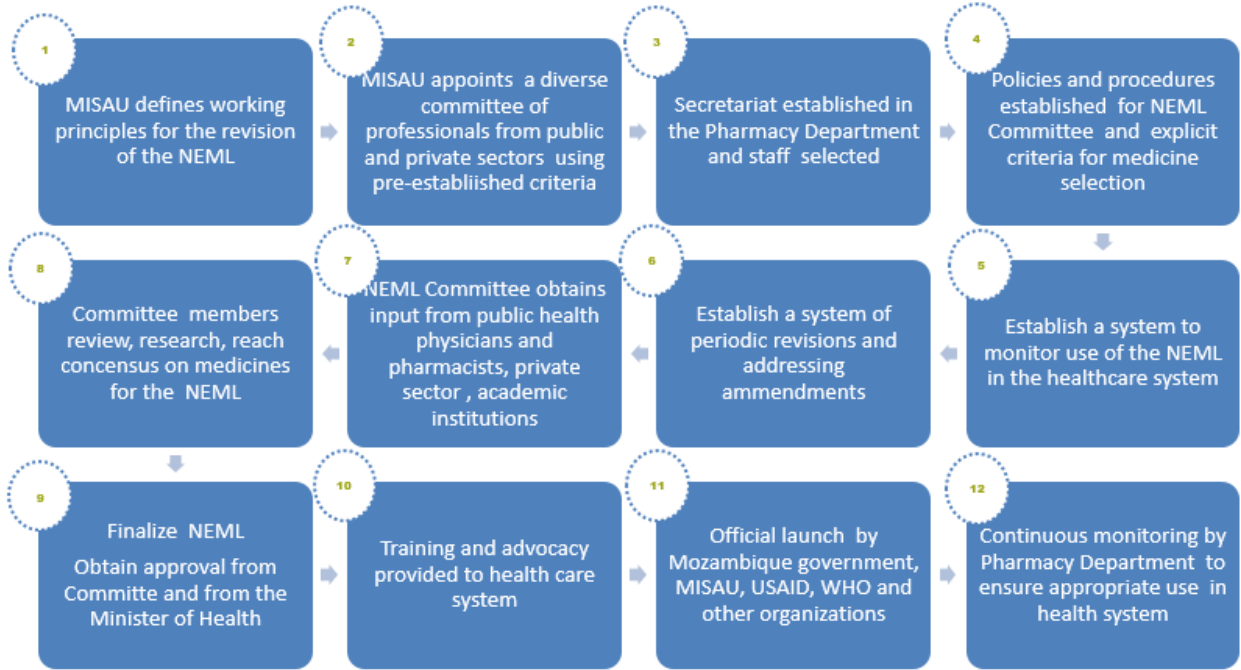 1
MISAU defines working
principles for the revision
of the NEML
2
MISAU appoints a diverse
committee of
professionals from public
and private sectors using
pre-establiished criteria
3
Secretariat established in
the Pharmacy Department
and staff selected
4
Policies and procedures
established for NEML
Committee and explicit
criteria for medicine
selection
5
Establish a system to
monitor use of the NEML
in the healthcare system
6
Establish a system of
periodic revisions and
addressing
ammendments
7
NEML Committee obtains
input from public health
physicians and
pharmacists, private
sector , academic
institutions
8
Committee members
review, research, reach
concensus on medicines
for the NEML
9
Finalize NEML
Obtain approval from
Committe and from the
Minister of Health
10
Training and advocacy
provided to health care
system
11
Official launch by
Mozambique government,
MISAU, USAID, WHO and
other organizations
12
Continuous monitoring by
Pharmacy Department to
ensure appropriate use in
health system